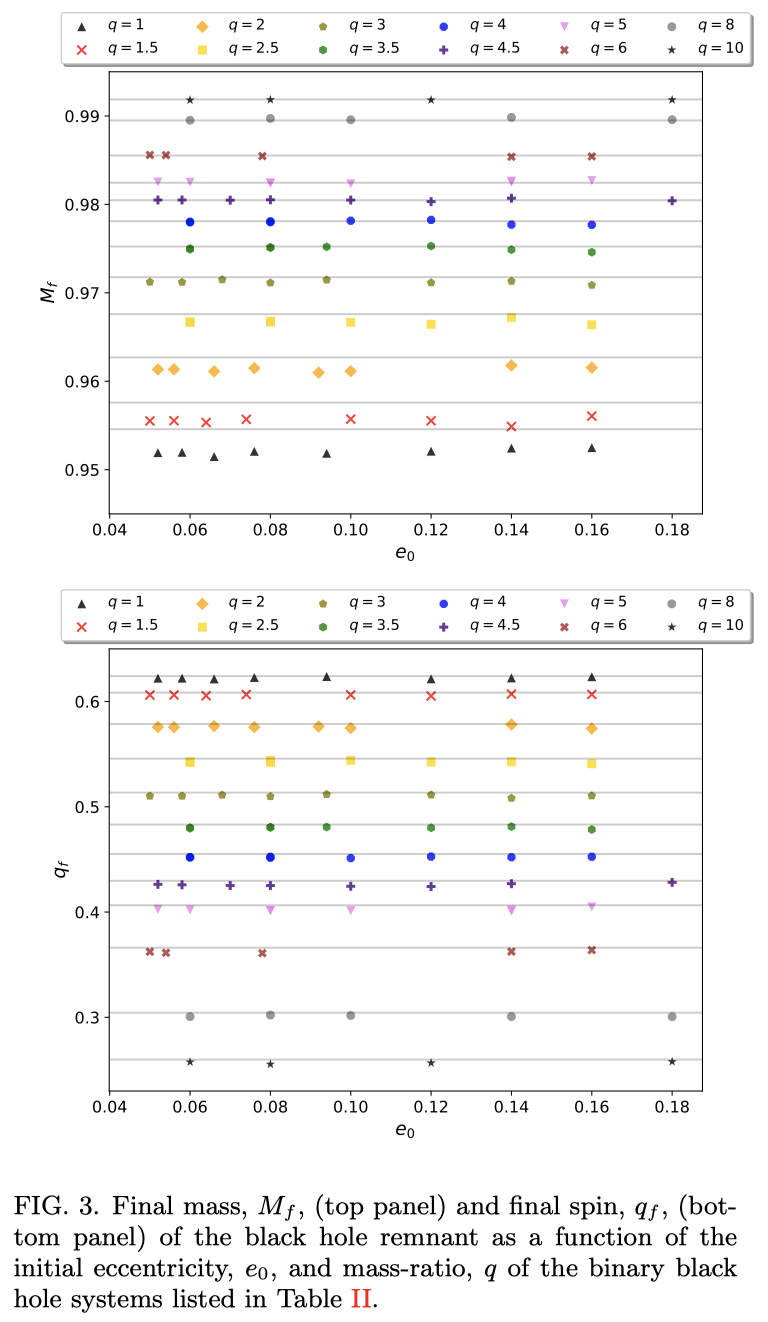 q = 1 q = 2 q = 3 q = 4 q = 5 q = 8
q = 1.5 q = 2.5 q = 3.5 q = 4.5 q = 6 q = 10
0.99
0.98
0.97
0.96
0.95
M_f
0.04 0.06 0.08 0.10 0.12 0.14 0.16 0.18
e_0
q = 1 q = 2 q = 3 q = 4 q = 5 q = 8
q = 1.5 q = 2.5 q = 3.5 q = 4.5 q = 6 q = 10
0.6
0.5
0.4
0.3
q_f
0.04 0.06 0.08 0.10 0.12 0.14 0.16 0.18
e_0
FIG. 3. Final mass, M_f, (top panel) and final spin, q_f, (bot-
tom panel) of the black hole remnant as a function of the
initial eccentricity, e_0, and mass-ratio, q of the binary black
hole systems listed in Table II.